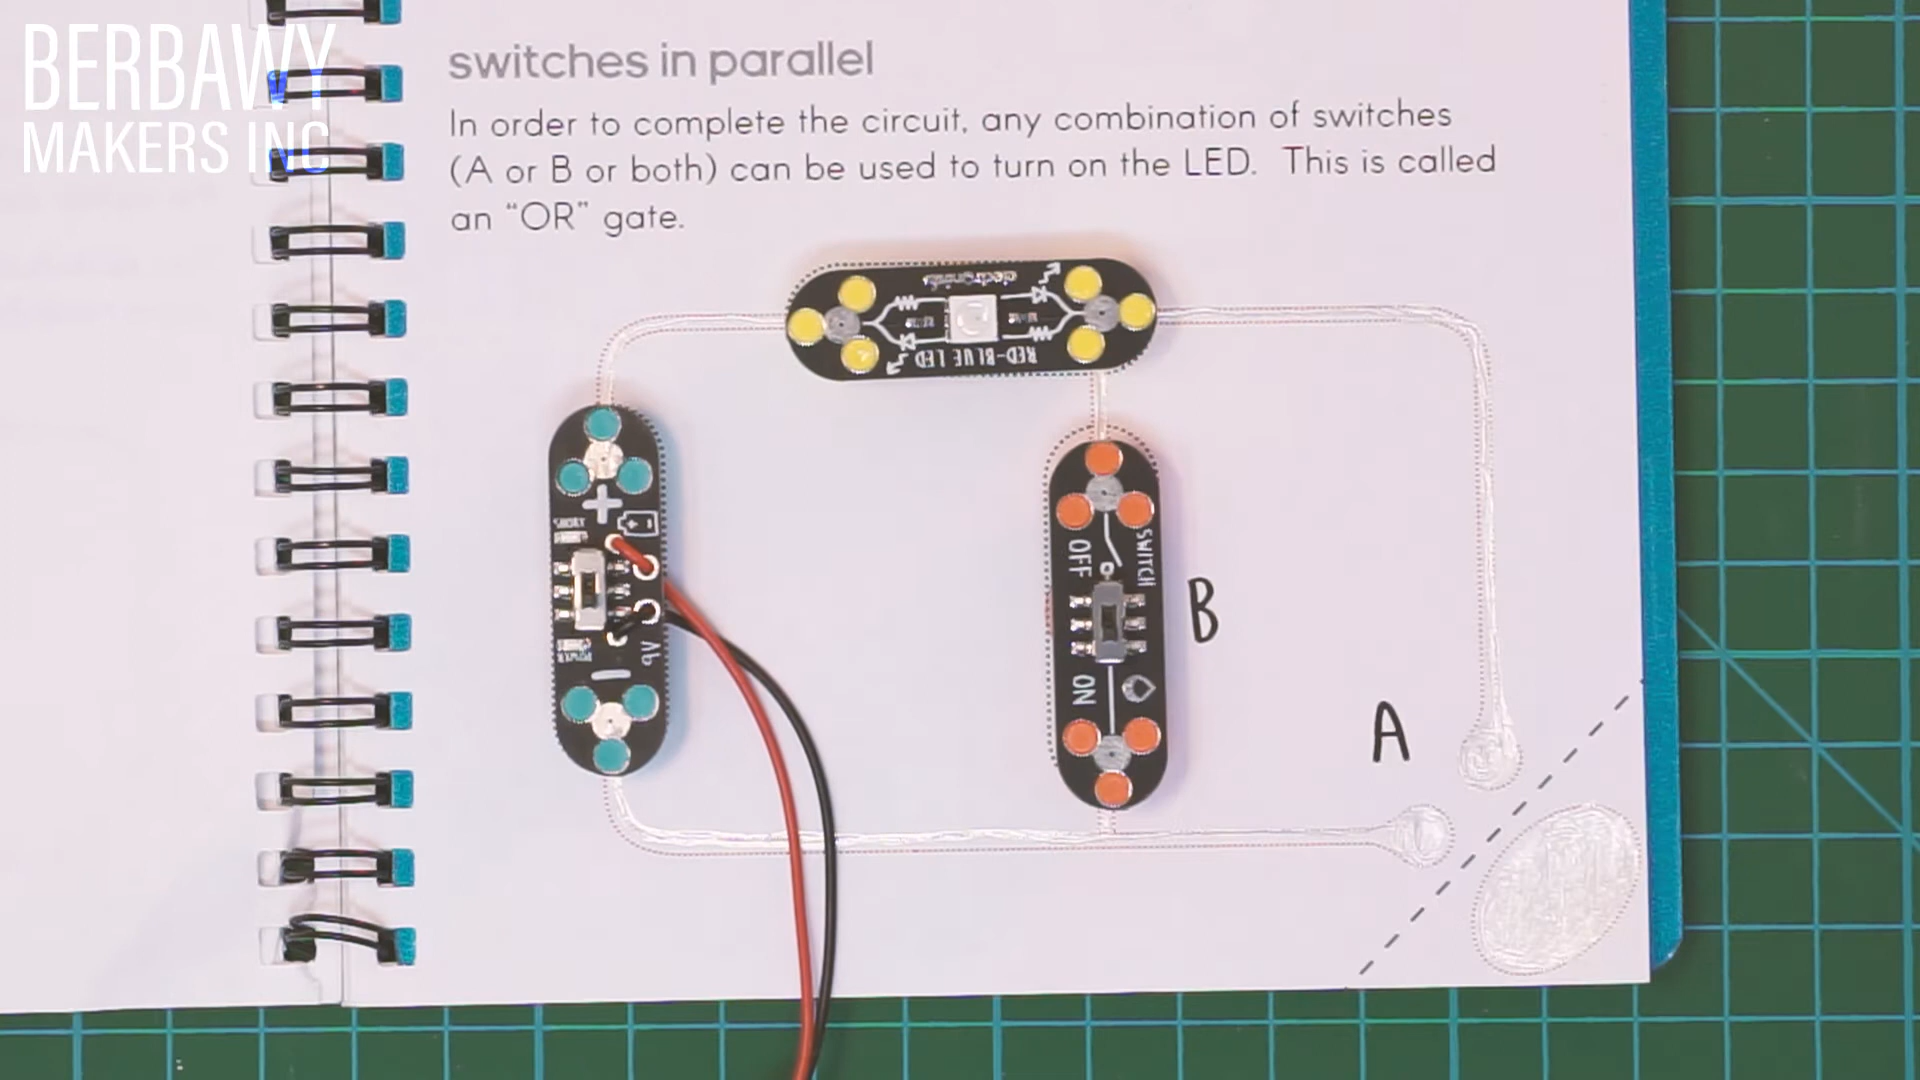 BERBAWY
MAKERS INC
switches in parallel
In order to complete the circuit, any combination of switches
(A or B or both) can be used to turn on the LED. This is called
an “OR” gate.
RED-BLUE LED
+
9V
−
SWITCH
OFF
ON
B
A